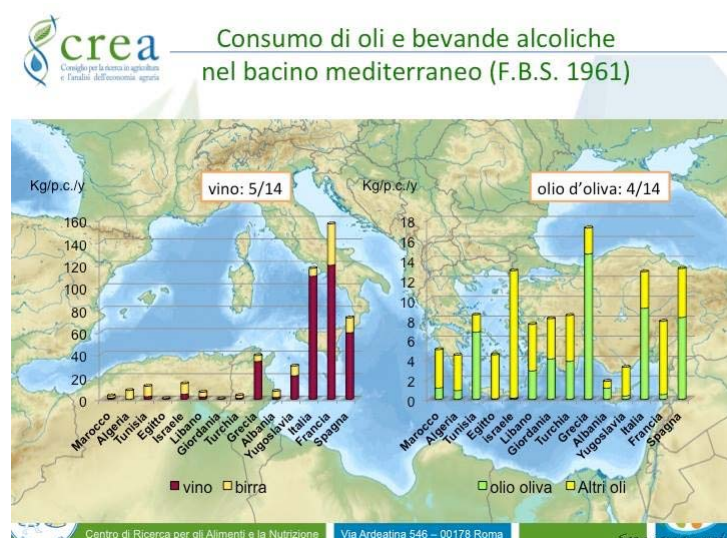 crea
Consiglio per la ricerca in agricoltura
e l'analisi dell'economia agraria
Consumo di oli e bevande alcoliche
nel bacino mediterraneo (F.B.S. 1961)
Kg/p.c./y
vino: 5/14
160
140
120
100
80
60
40
20
0
Marocco
Algeria
Tunisia
Egitto
Israele
Libano
Giordania
Turchia
Grecia
Albania
Yugoslavia
Italia
Francia
Spagna
vino
birra
Kg/p.c./y
olio d'oliva: 4/14
18
16
14
12
10
8
6
4
2
0
Marocco
Algeria
Tunisia
Egitto
Israele
Libano
Giordania
Turchia
Grecia
Albania
Yugoslavia
Italia
Francia
Spagna
olio oliva
Altri oli
Centro di Ricerca per gli Alimenti e la Nutrizione
Via Ardeatina 546 – 00178 Roma